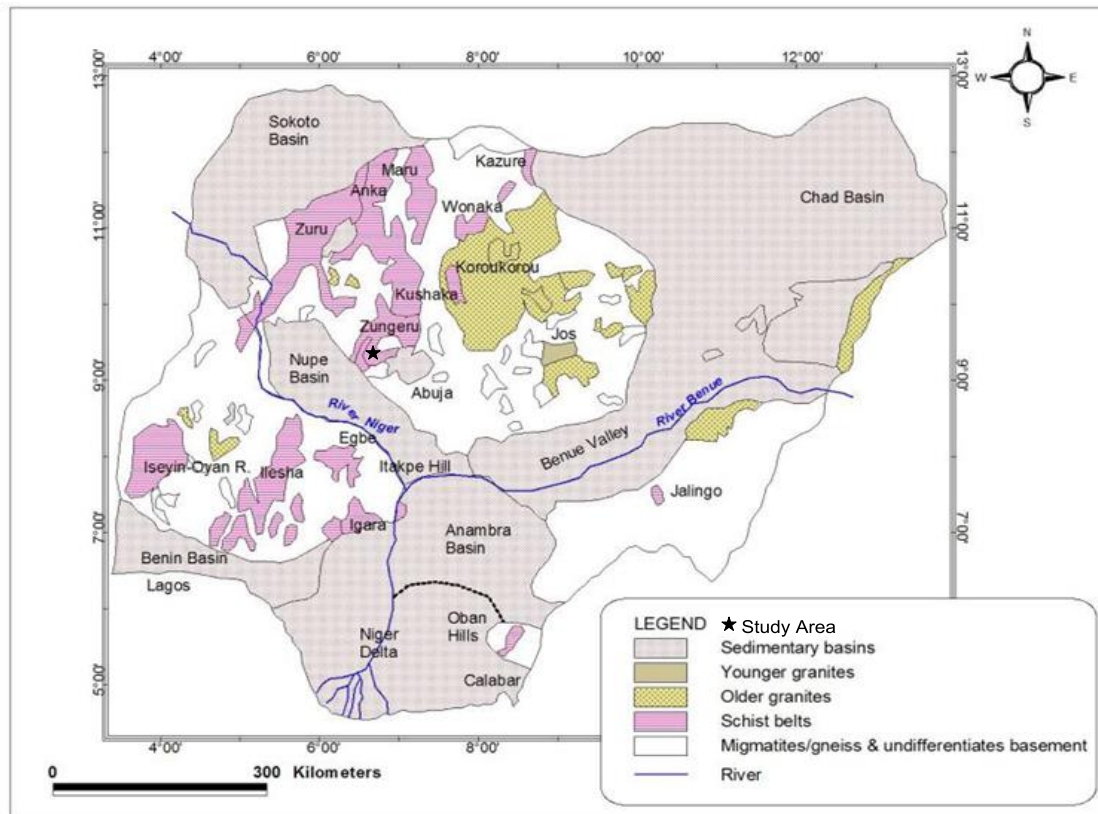 N
W E
S
4°00' 6°00' 8°00' 10°00' 12°00'
13°00'
13°00'
Sokoto
Basin
Maru
Kazure
Anka
Chad Basin
Wonaka
11°00'
11°00'
Zuru
Koroukorou
Kushaka
Zungeru
Jos
Nupe
Basin
9°00'
9°00'
Abuja
River Niger
River Benue
Egbe
Benue Valley
Iseyin-Oyan R.
Ilesha
Itakpe Hill
Jalingo
Igara
Anambra
Basin
7°00'
7°00'
Benin Basin
Lagos
Oban
Hills
Niger
Delta
Calabar
5°00'
4°00' 6°00' 8°00'
LEGEND
Study Area
Sedimentary basins
Younger granites
Older granites
Schist belts
Migmatites/gneiss & undifferentiates basement
River
0 300 Kilometers